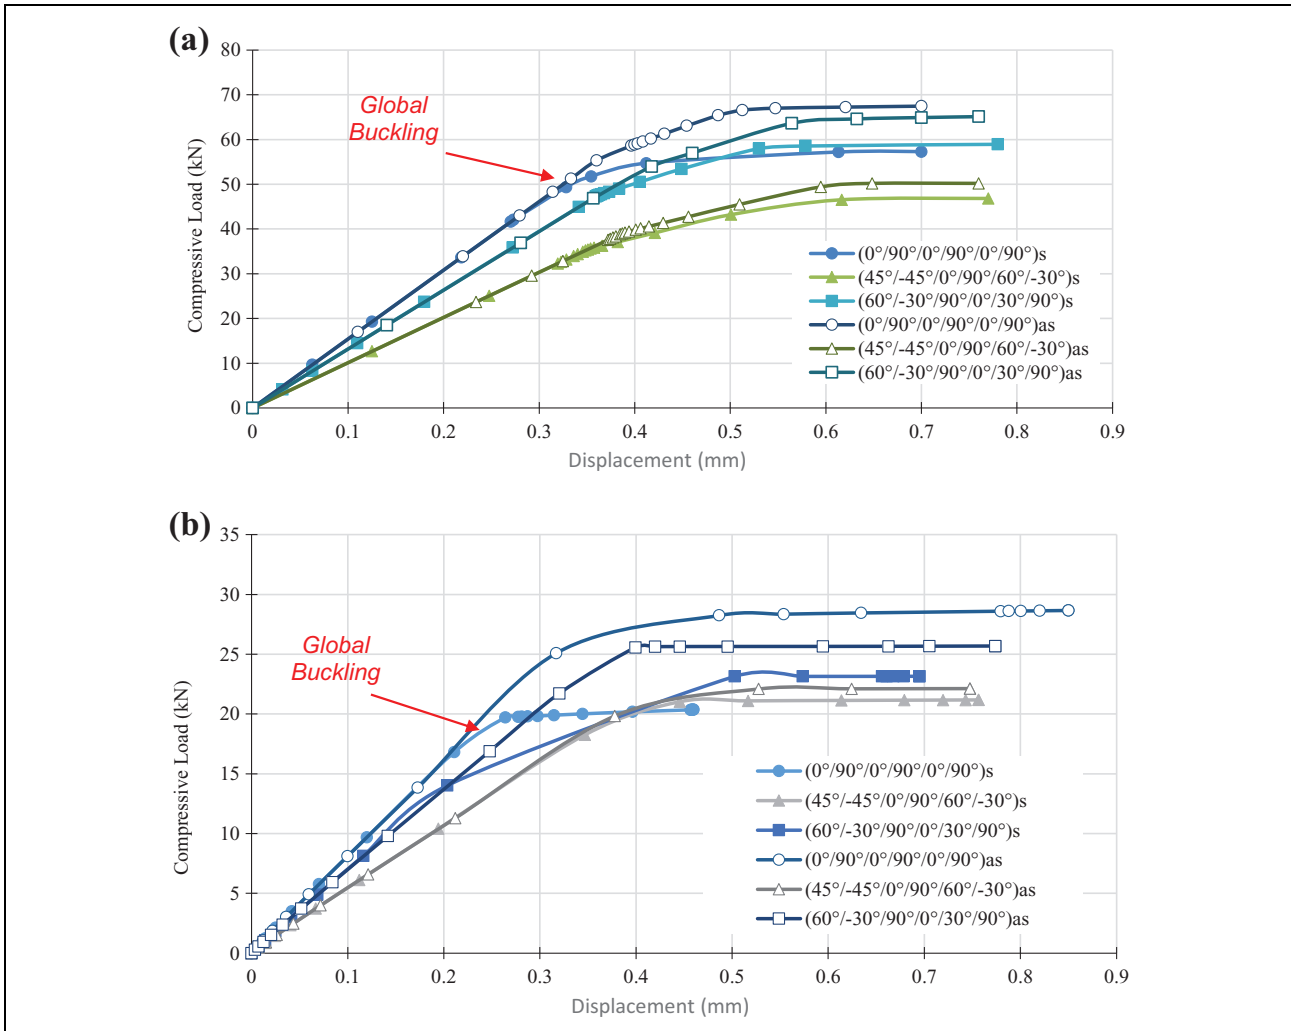 (a)
80
70
60
50
40
30
20
10
0
Compressive Load (kN)
Global
Buckling
(0°/90°/0°/90°/0°/90°)s
(45°/-45°/0°/90°/60°/-30°)s
(60°/-30°/90°/0°/30°/90°)s
(0°/90°/0°/90°/0°/90°)as
(45°/-45°/0°/90°/60°/-30°)as
(60°/-30°/90°/0°/30°/90°)as
0 0.1 0.2 0.3 0.4 0.5 0.6 0.7 0.8 0.9
Displacement (mm)
(b)
35
30
25
20
15
10
5
0
Compressive Load (kN)
Global
Buckling
(0°/90°/0°/90°/0°/90°)s
(45°/-45°/0°/90°/60°/-30°)s
(60°/-30°/90°/0°/30°/90°)s
(0°/90°/0°/90°/0°/90°)as
(45°/-45°/0°/90°/60°/-30°)as
(60°/-30°/90°/0°/30°/90°)as
0 0.1 0.2 0.3 0.4 0.5 0.6 0.7 0.8 0.9
Displacement (mm)